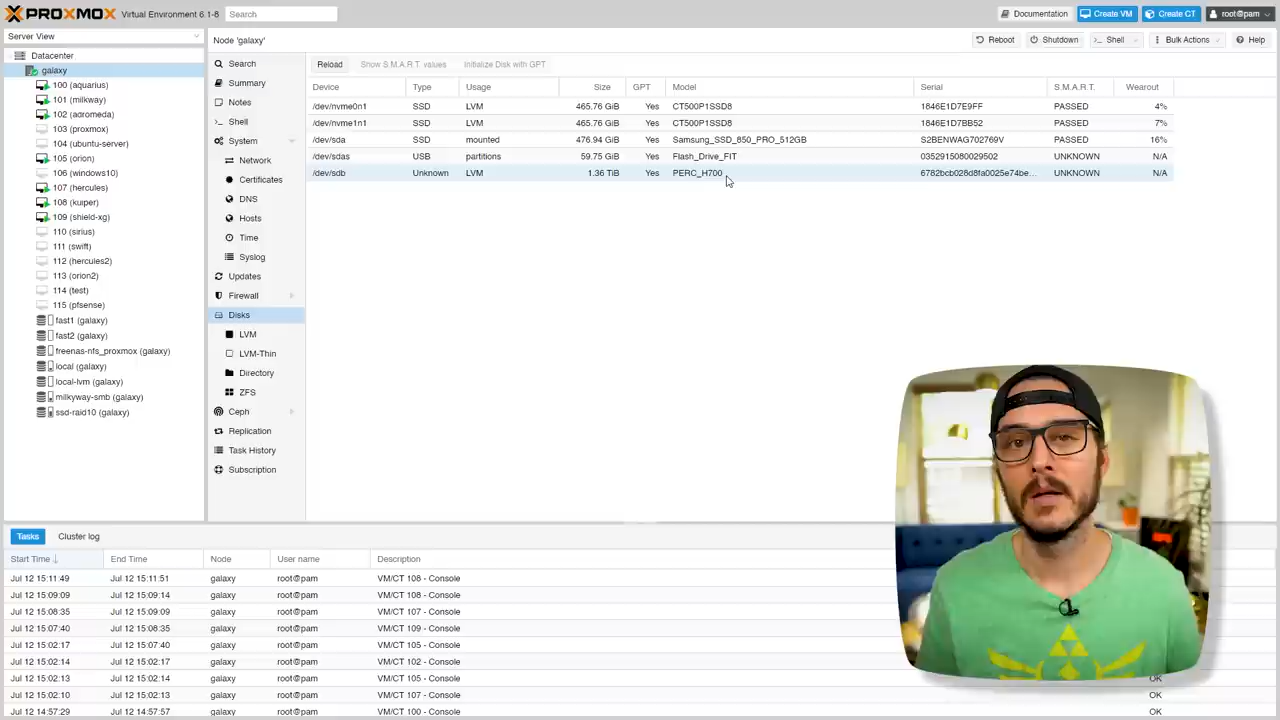 PROXMOX Virtual Environment 6.1-8 Search Documentation Create VM Create CT root@pam
Server View
Node 'galaxy' Reboot Shutdown Shell Bulk Actions Help
Datacenter
galaxy
100 (aquarius)
101 (milkway)
102 (adromeda)
103 (proxmox)
104 (ubuntu-server)
105 (orion)
106 (windows10)
107 (hercules)
108 (kuiper)
109 (shield-xg)
110 (sirius)
111 (swift)
112 (hercules2)
113 (orion2)
114 (test)
115 (pfsense)
fast1 (galaxy)
fast2 (galaxy)
freenas-nfs_proxmox (galaxy)
local (galaxy)
local-lvm (galaxy)
milkyway-smb (galaxy)
ssd-raid10 (galaxy)
Search
Summary
Notes
Shell
System
Network
Certificates
DNS
Hosts
Time
Syslog
Updates
Firewall
Disks
LVM
LVM-Thin
Directory
ZFS
Ceph
Replication
Task History
Subscription
Reload Show S.M.A.R.T. values Initialize Disk with GPT
Device Type Usage Size GPT Model Serial S.M.A.R.T. Wearout
/dev/nvme0n1 SSD LVM 465.76 GiB Yes CT500P1SSD8 1846E1D7E9FF PASSED 4%
/dev/nvme1n1 SSD LVM 465.76 GiB Yes CT500P1SSD8 1846E1D7BB52 PASSED 7%
/dev/sda SSD mounted 476.94 GiB Yes Samsung_SSD_850_PRO_512GB S2BENWAG702769V PASSED 16%
/dev/sdas USB partitions 59.75 GiB Yes Flash_Drive_FIT 0352915080029502 UNKNOWN N/A
/dev/sdb Unknown LVM 1.36 TiB Yes PERC_H700 6782bcb028d8fa0025e74be... UNKNOWN N/A
Tasks Cluster log
Start Time End Time Node User name Description
Jul 12 15:11:49 Jul 12 15:11:51 galaxy root@pam VM/CT 108 - Console
Jul 12 15:09:09 Jul 12 15:09:14 galaxy root@pam VM/CT 108 - Console
Jul 12 15:08:35 Jul 12 15:09:09 galaxy root@pam VM/CT 107 - Console
Jul 12 15:07:40 Jul 12 15:08:35 galaxy root@pam VM/CT 109 - Console
Jul 12 15:02:17 Jul 12 15:07:40 galaxy root@pam VM/CT 105 - Console
Jul 12 15:02:14 Jul 12 15:02:17 galaxy root@pam VM/CT 102 - Console
Jul 12 15:02:13 Jul 12 15:02:14 galaxy root@pam VM/CT 105 - Console OK
Jul 12 15:02:10 Jul 12 15:02:13 galaxy root@pam VM/CT 107 - Console OK
Jul 12 14:57:29 Jul 12 14:57:57 galaxy root@pam VM/CT 100 - Console OK